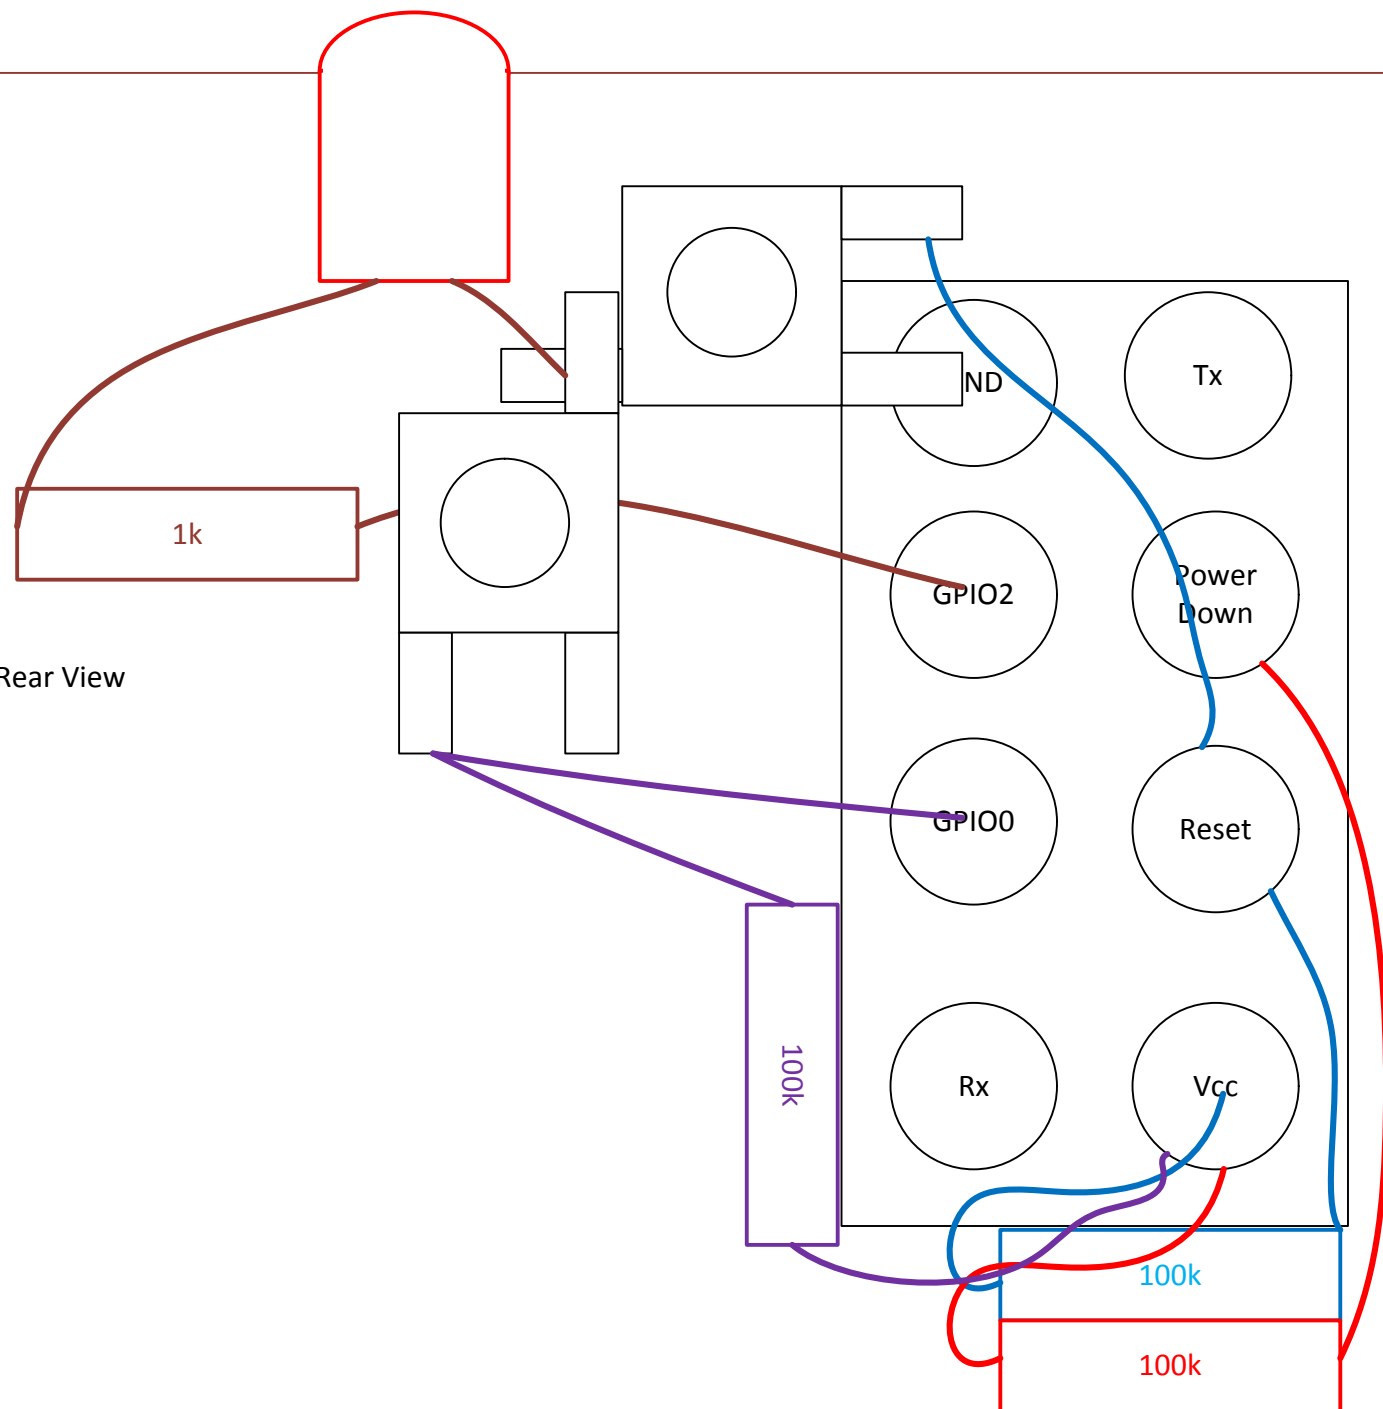 ND
Tx
1k
GPIO2
Power
Down
Rear View
GPIO0
Reset
100k
Rx
Vcc
100k
100k